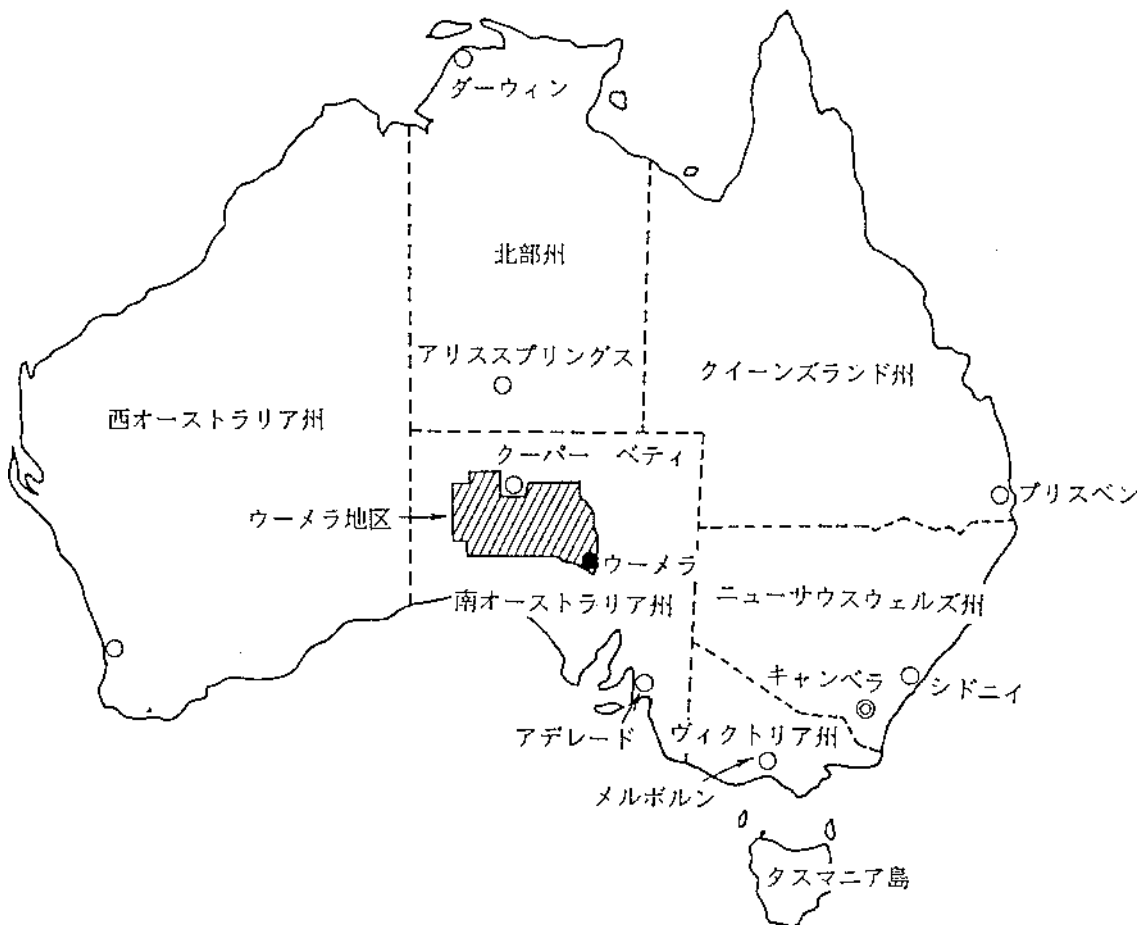 ダーウィン
北部州
アリススプリングス
クイーンズランド州
西オーストラリア州
クーパー ペティ
プリスベン
ウーメラ地区
ウーメラ
南オーストラリア州
ニューサウスウェルズ州
キャンベラ
シドニイ
アデレード
ヴィクトリア州
メルボルン
タスマニア島